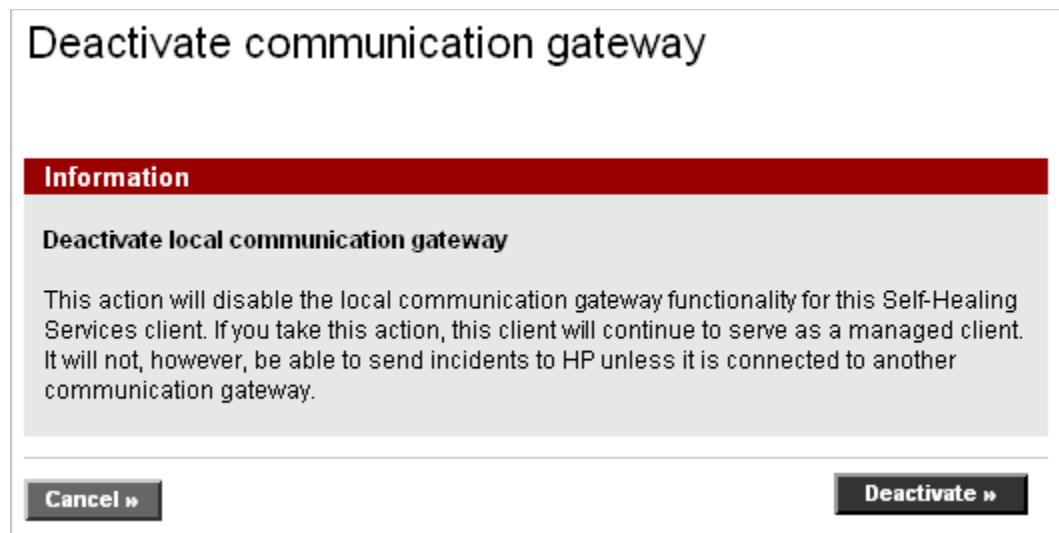 Deactivate communication gateway
Information
Deactivate local communication gateway
This action will disable the local communication gateway functionality for this Self-Healing
Services client. If you take this action, this client will continue to serve as a managed client.
It will not, however, be able to send incidents to HP unless it is connected to another
communication gateway.
Cancel »
Deactivate »